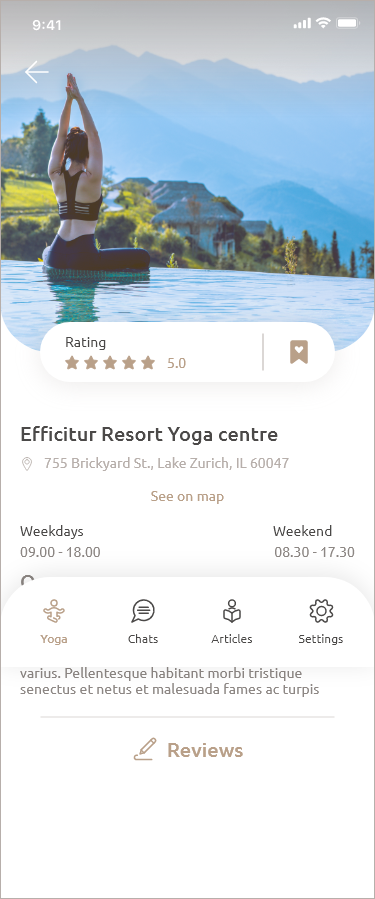 9:41
Rating
5.0
Efficitur Resort Yoga centre
755 Brickyard St., Lake Zurich, IL 60047
See on map
Weekdays
Weekend
09.00 - 18.00
08.30 - 17.30
Yoga
Chats
Articles
Settings
varius. Pellentesque habitant morbi tristique
senectus et netus et malesuada fames ac turpis
Reviews